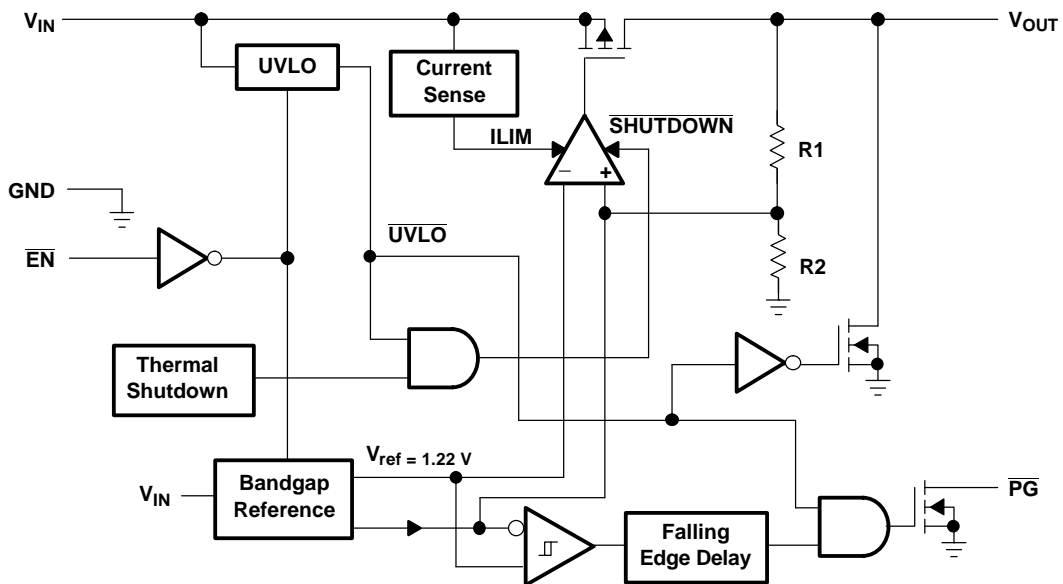 VIN
VOUT
UVLO
Current
Sense
ILIM
SHUTDOWN
R1
GND
UVLO
EN
R2
Thermal
Shutdown
Vref = 1.22 V
VIN
Bandgap
Reference
PG
Falling
Edge Delay
−
+